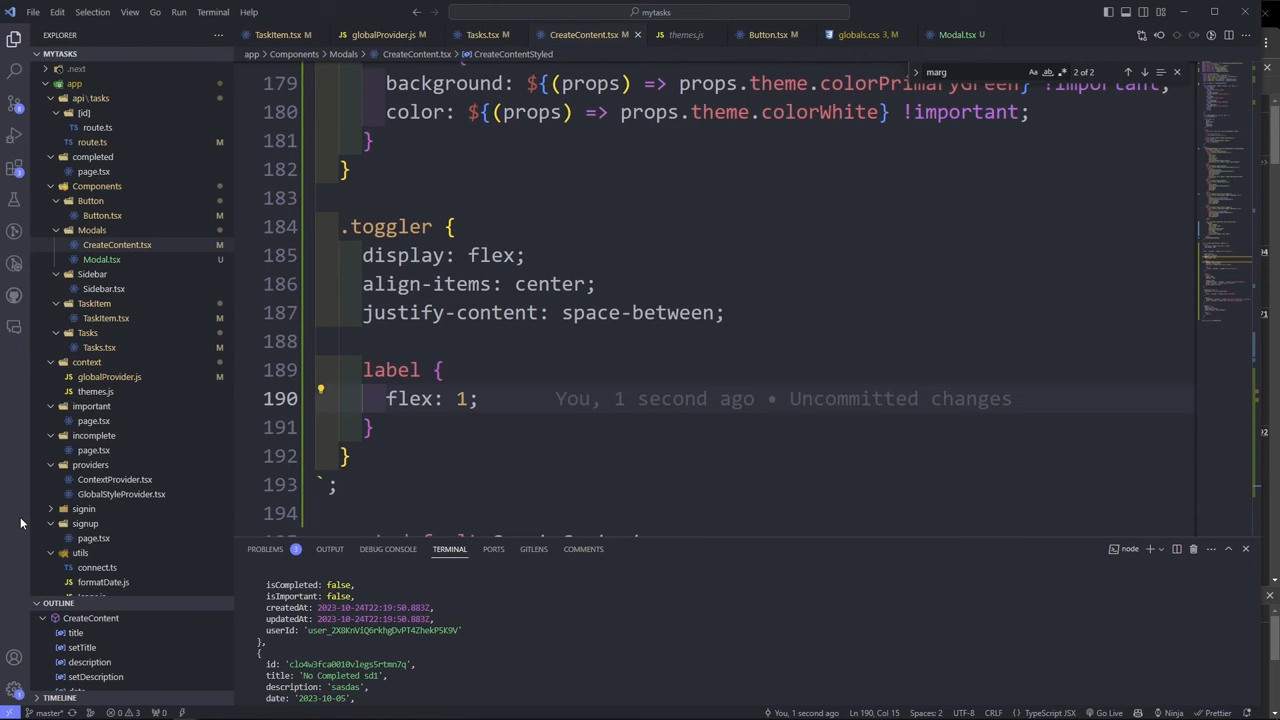 File Edit Selection View Go Run Terminal Help
mytasks
EXPLORER
TaskItem.tsx M
globalProvider.js M
Tasks.tsx M
CreateContent.tsx M
themes.js
Button.tsx M
globals.css 3, M
Modal.tsx U
MYTASKS
app > Components > Modals > CreateContent.tsx > CreateContentStyled
marg
Aa ab
2 of 2
.next
app
api\tasks
[id]
route.ts
route.ts M
completed
page.tsx
Components
Button
Button.tsx M
Modals
CreateContent.tsx M
Modal.tsx U
Sidebar
Sidebar.tsx
TaskItem
TaskItem.tsx M
Tasks
Tasks.tsx M
context
globalProvider.js M
themes.js
important
page.tsx
incomplete
page.tsx
providers
ContextProvider.tsx
GlobalStyleProvider.tsx
signin
signup
page.tsx
utils
connect.ts
formatDate.js
OUTLINE
CreateContent
title
setTitle
description
setDescription
TIMELINE
179 background: ${(props) => props.theme.colorPrimaryGreen} !important;
180 color: ${(props) => props.theme.colorWhite} !important;
181 }
182 }
183
184 .toggler {
185 display: flex;
186 align-items: center;
187 justify-content: space-between;
188
189 label {
190 flex: 1; You, 1 second ago • Uncommitted changes
191 }
192 }
193 `;
194
PROBLEMS 3 OUTPUT DEBUG CONSOLE TERMINAL PORTS GITLENS COMMENTS
node
isCompleted: false,
isImportant: false,
createdAt: 2023-10-24T22:19:50.883Z,
updatedAt: 2023-10-24T22:19:50.883Z,
userId: 'user_2X8KnViQ6rkhgDvPT4ZhekP5K9V'
},
{
id: 'clo4w3fca0010vlegs5rtmn7q',
title: 'No Completed sd1',
description: 'sasdas',
date: '2023-10-05',
master* 0 3 0 You, 1 second ago Ln 190, Col 15 Spaces: 2 UTF-8 CRLF TypeScript JSX Go Live Ninja Prettier